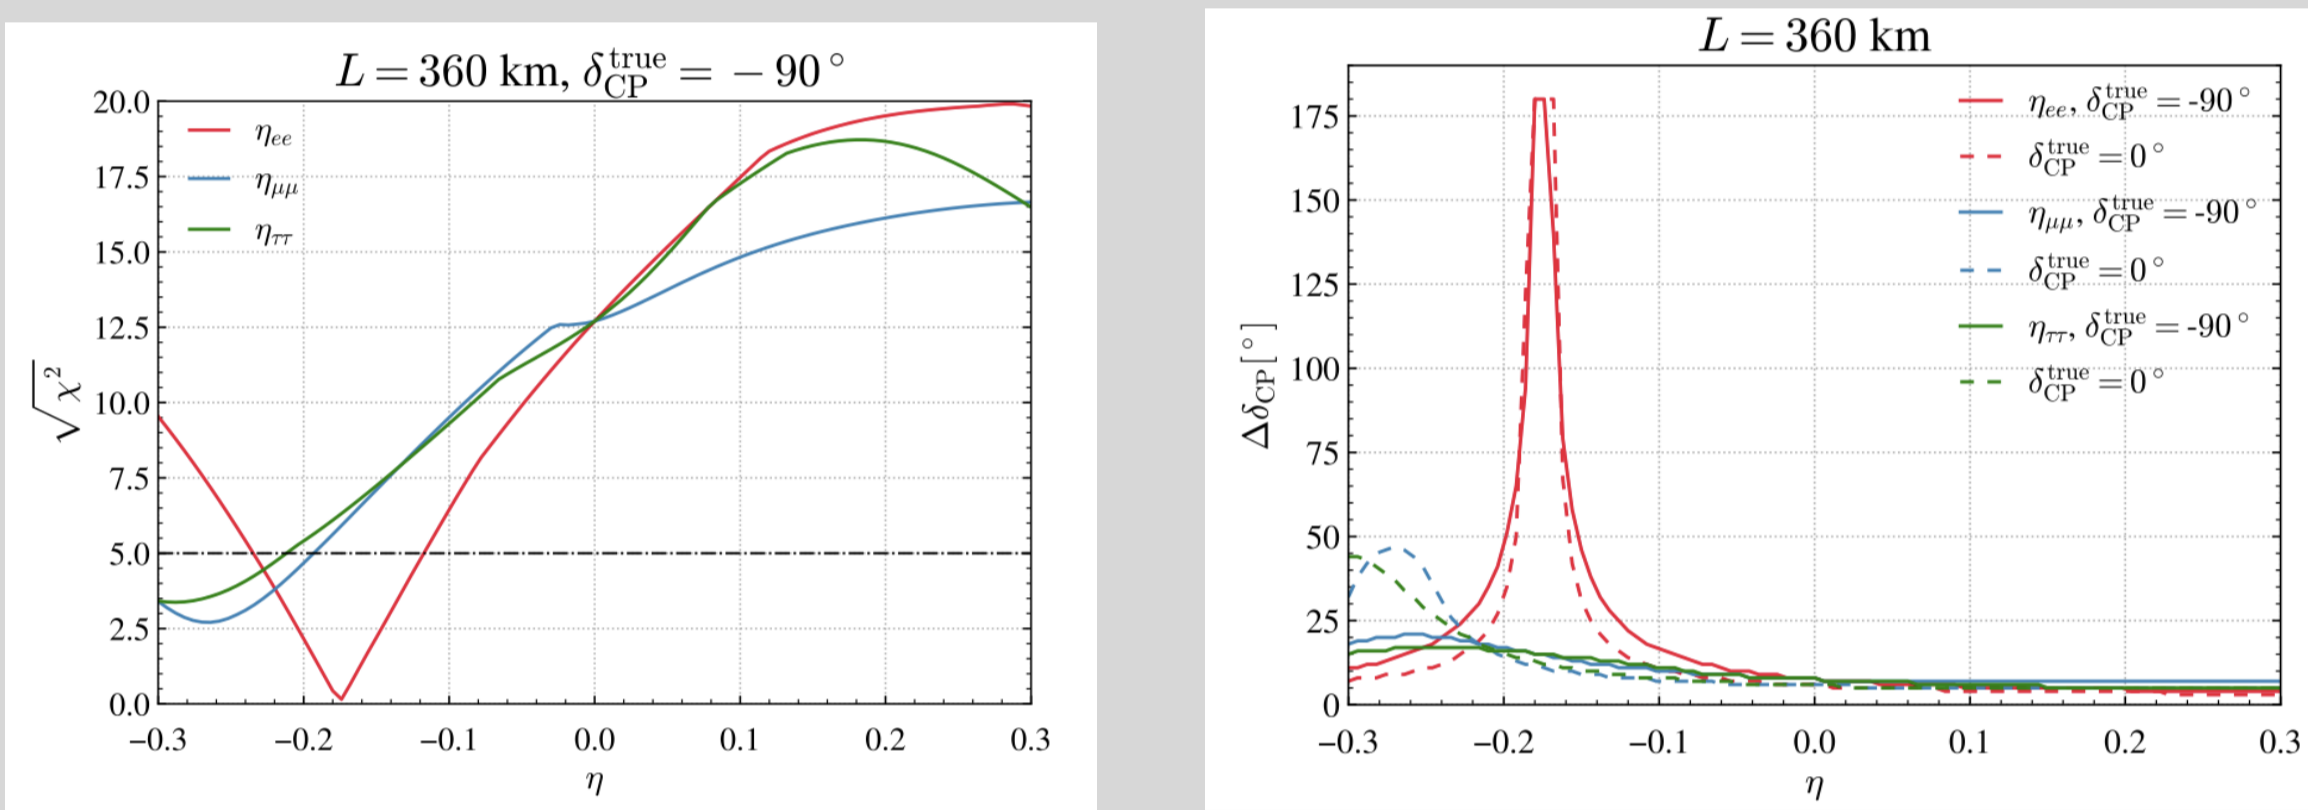 L = 360 km, δ_CP^true = − 90°
20.0
17.5
15.0
12.5
10.0
7.5
5.0
2.5
0.0
√χ²
η_ee
η_μμ
η_ττ
−0.3 −0.2 −0.1 0.0 0.1 0.2 0.3
η
L = 360 km
175
150
125
100
75
50
25
0
Δδ_CP[°]
η_ee, δ_CP^true = -90°
δ_CP^true = 0°
η_μμ, δ_CP^true = -90°
δ_CP^true = 0°
η_ττ, δ_CP^true = -90°
δ_CP^true = 0°
−0.3 −0.2 −0.1 0.0 0.1 0.2 0.3
η